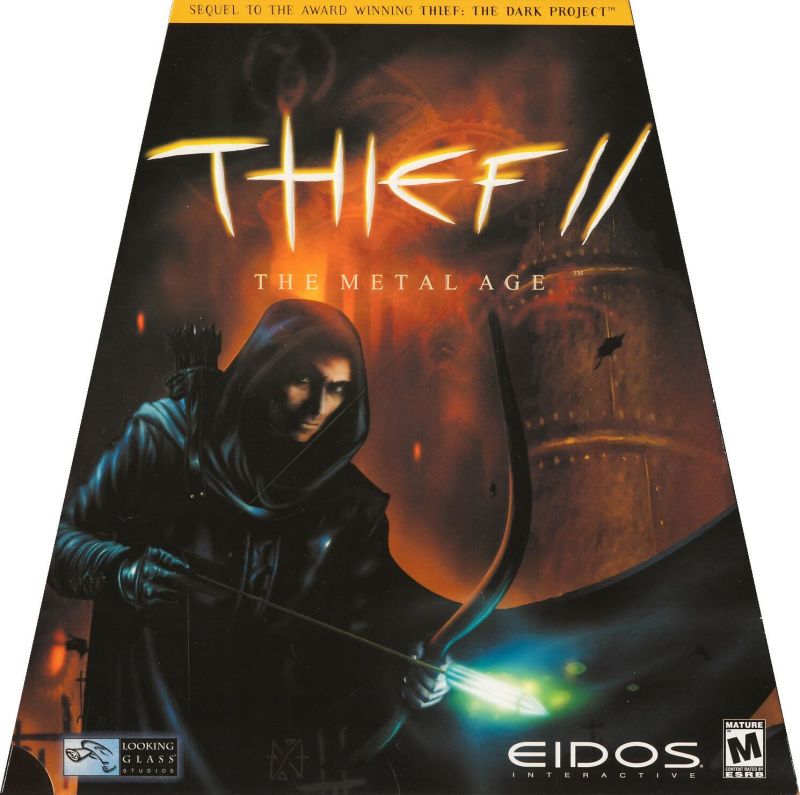 SEQUEL TO THE AWARD WINNING THIEF: THE DARK PROJECT™
THIEF II
THE METAL AGE™
LOOKING
GLASS
STUDIOS
EIDOS
INTERACTIVE
MATURE
M
CONTENT RATED BY
ESRB